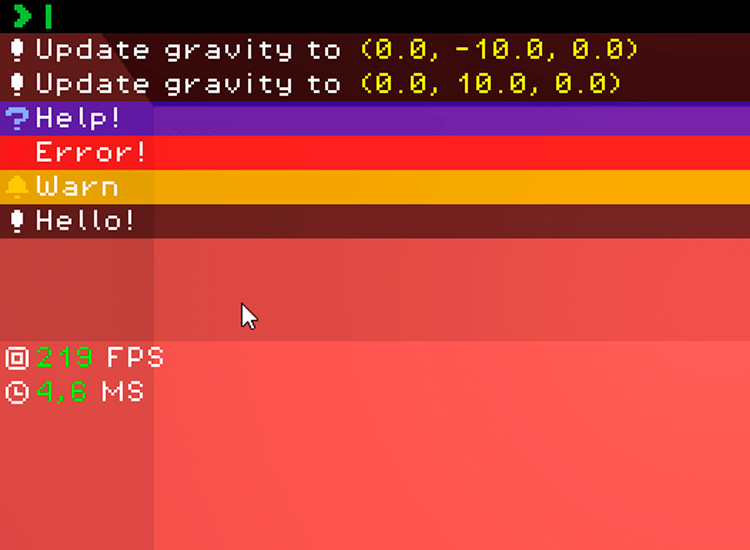 Update gravity to (0.0, -10.0, 0.0)
Update gravity to (0.0, 10.0, 0.0)
Help!
Error!
Warn
Hello!
219 FPS
4,6 MS